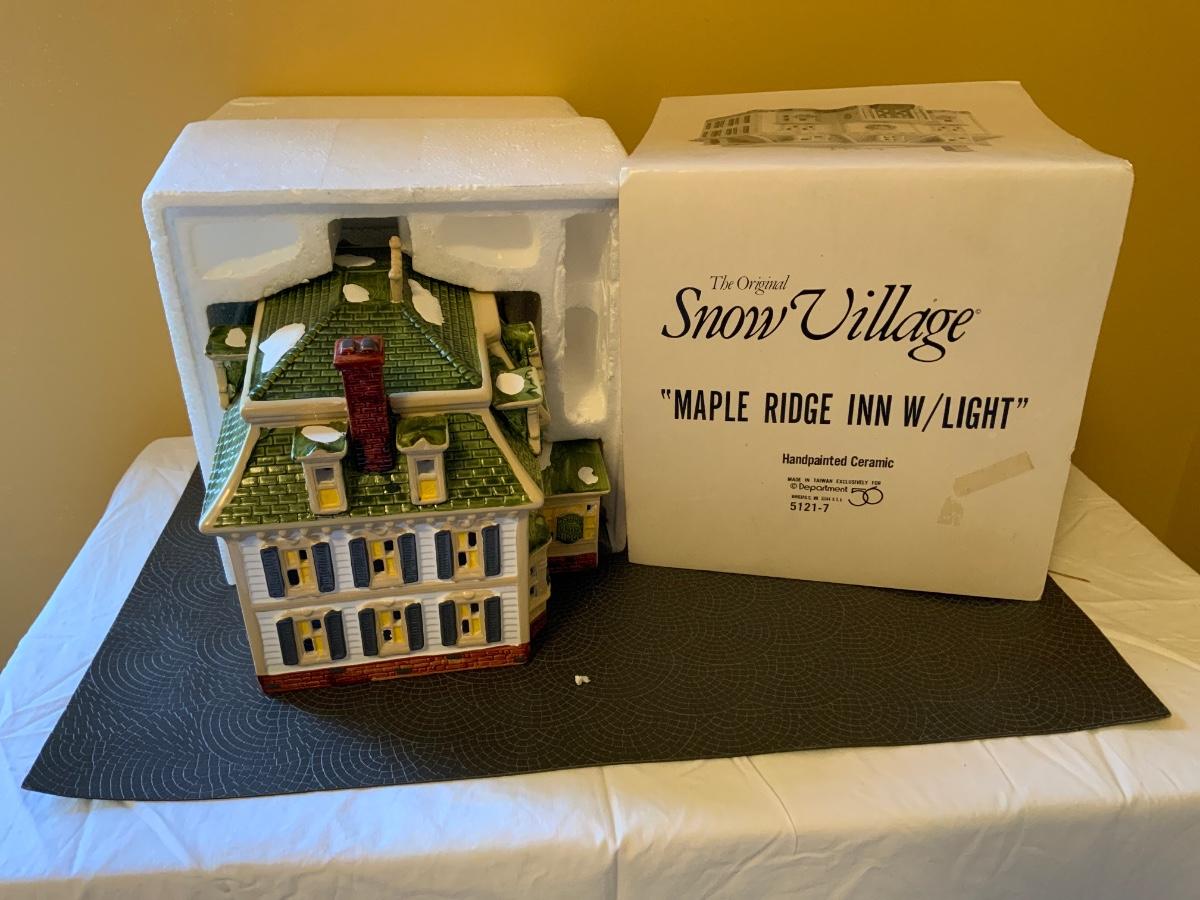 The Original
Snow Village©
"MAPLE RIDGE INN W/LIGHT"
Handpainted Ceramic
MADE IN TAIWAN EXCLUSIVELY FOR
© Department 56
5121-7